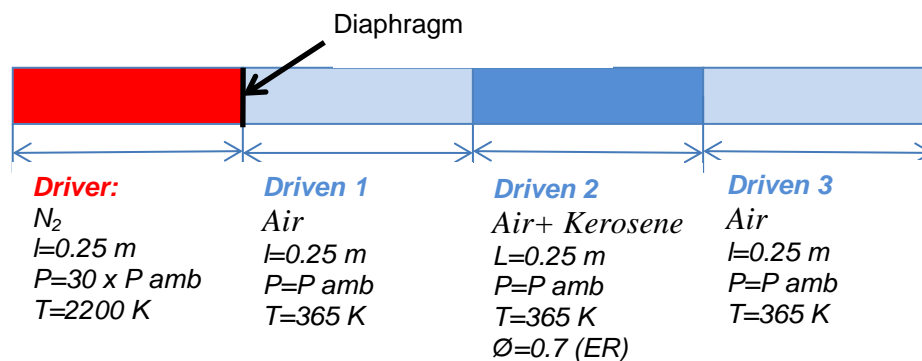 Diaphragm
Driver:
N₂
l=0.25 m
P=30 x P amb
T=2200 K
Driven 1
Air
l=0.25 m
P=P amb
T=365 K
Driven 2
Air+ Kerosene
L=0.25 m
P=P amb
T=365 K
Ø=0.7 (ER)
Driven 3
Air
l=0.25 m
P=P amb
T=365 K